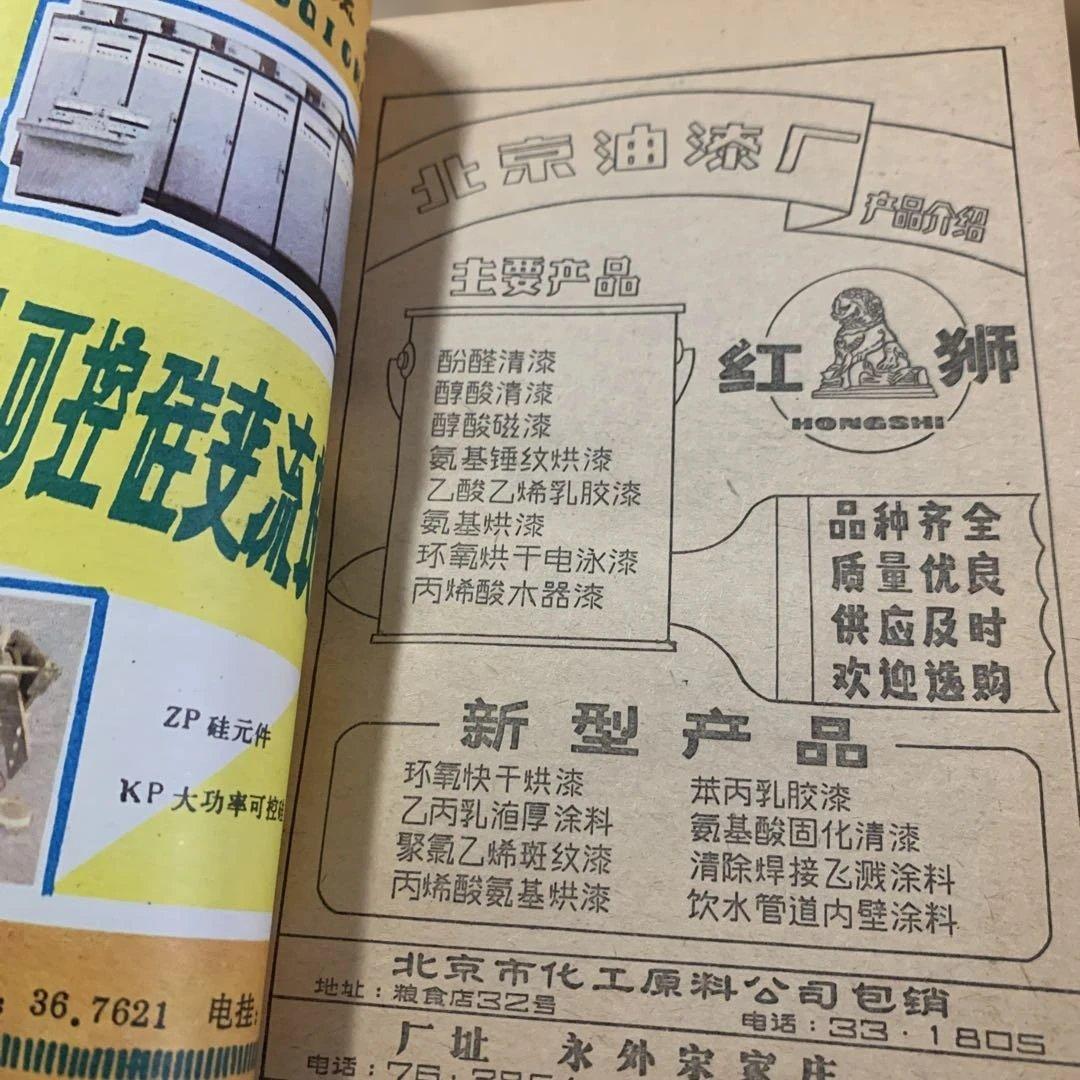 可控硅变流
ZP 硅元件
KP 大功率可控
36.7621 电挂:
北京油漆厂
产品介绍
主要产品
酚醛清漆
醇酸清漆
醇酸磁漆
氨基锤纹烘漆
乙酸乙烯乳胶漆
氨基烘漆
环氧烘干电泳漆
丙烯酸木器漆
红狮
HONGSHI
品种齐全
质量优良
供应及时
欢迎选购
新型产品
环氧快干烘漆
乙丙乳液厚涂料
聚氯乙烯斑纹漆
丙烯酸氨基烘漆
苯丙乳胶漆
氨基酸固化清漆
清除焊接飞溅涂料
饮水管道内壁涂料
北京市化工原料公司包销
地址:粮食店32号
电话:33·1805
厂址 永外宋家庄
电话: